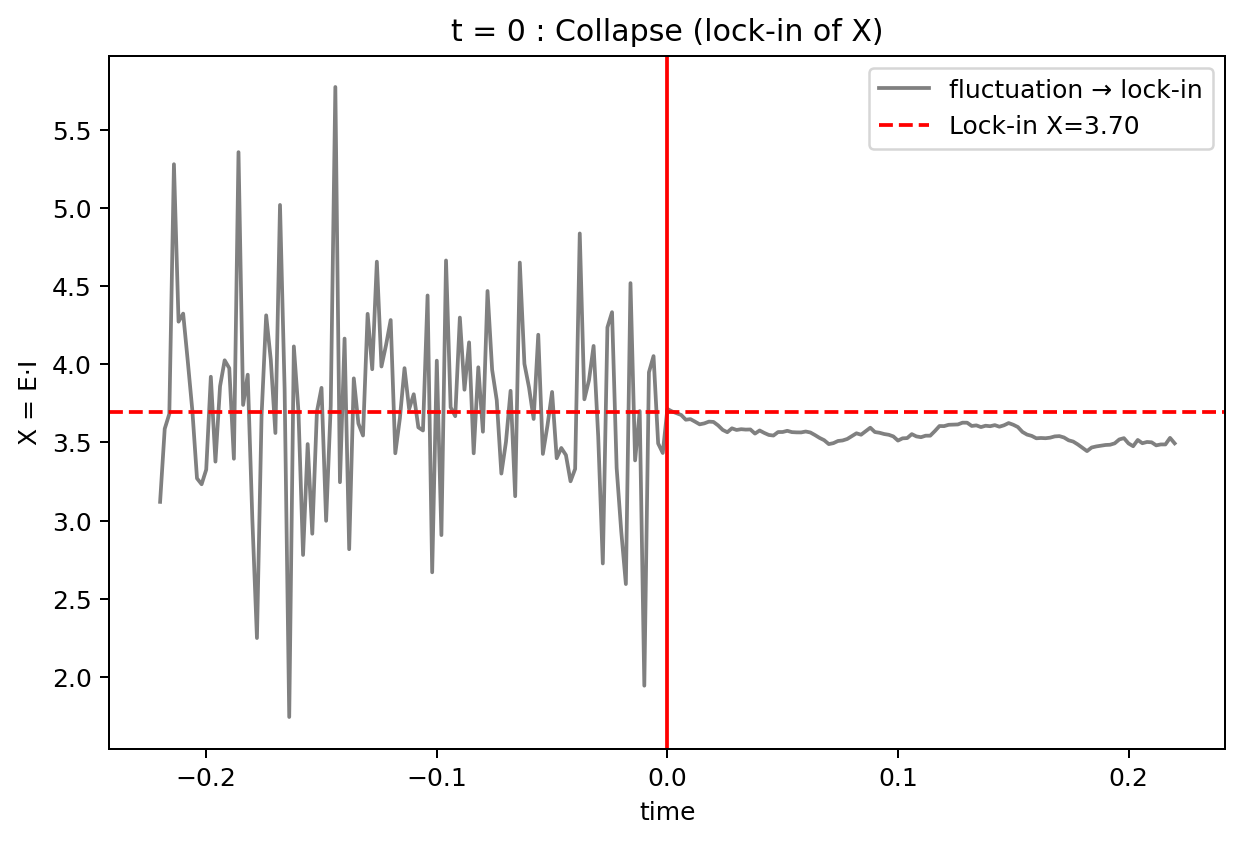 t = 0 : Collapse (lock-in of X)
fluctuation → lock-in
Lock-in X=3.70
X = E·I
5.5
5.0
4.5
4.0
3.5
3.0
2.5
2.0
−0.2 −0.1 0.0 0.1 0.2
time